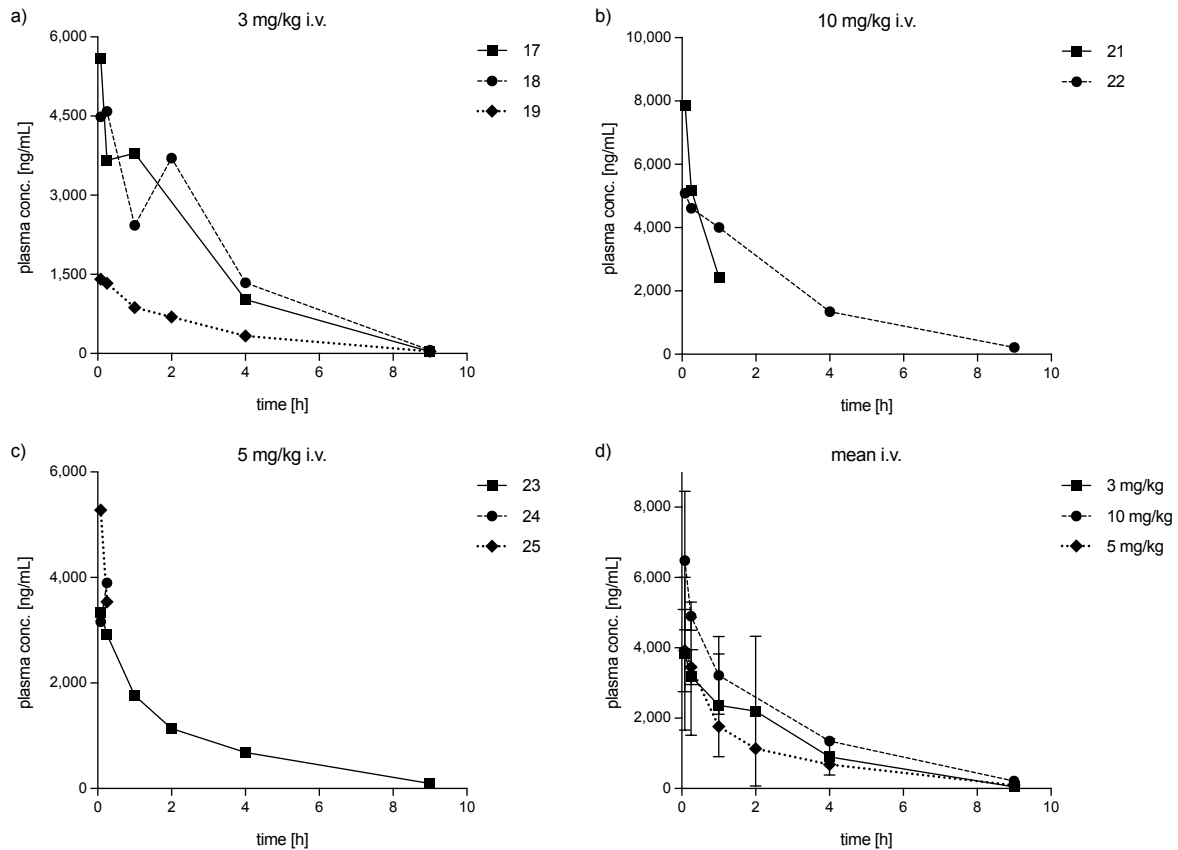 a)
3 mg/kg i.v.
plasma conc. [ng/mL]
6,000
4,500
3,000
1,500
0
0 2 4 6 8 10
time [h]
17
18
19
b)
10 mg/kg i.v.
plasma conc. [ng/mL]
10,000
8,000
6,000
4,000
2,000
0
0 2 4 6 8 10
time [h]
21
22
c)
5 mg/kg i.v.
plasma conc. [ng/mL]
6,000
4,000
2,000
0
0 2 4 6 8 10
time [h]
23
24
25
d)
mean i.v.
plasma conc. [ng/mL]
8,000
6,000
4,000
2,000
0
0 2 4 6 8 10
time [h]
3 mg/kg
10 mg/kg
5 mg/kg